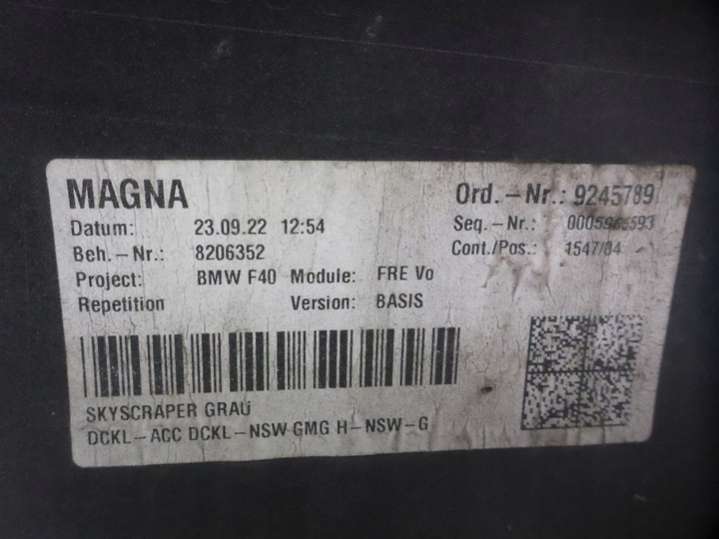 MAGNA
Ord.-Nr.: 9245789
Datum: 23.09.22 12:54
Seq.-Nr.:
Beh.-Nr.: 8206352
Cont./Pos.: 1547/04
Project: BMW F40 Module: FRE Vo
Repetition Version: BASIS
SKYSCRAPER GRAU
DCKL-ACC DCKL-NSW GMG H-NSW-G